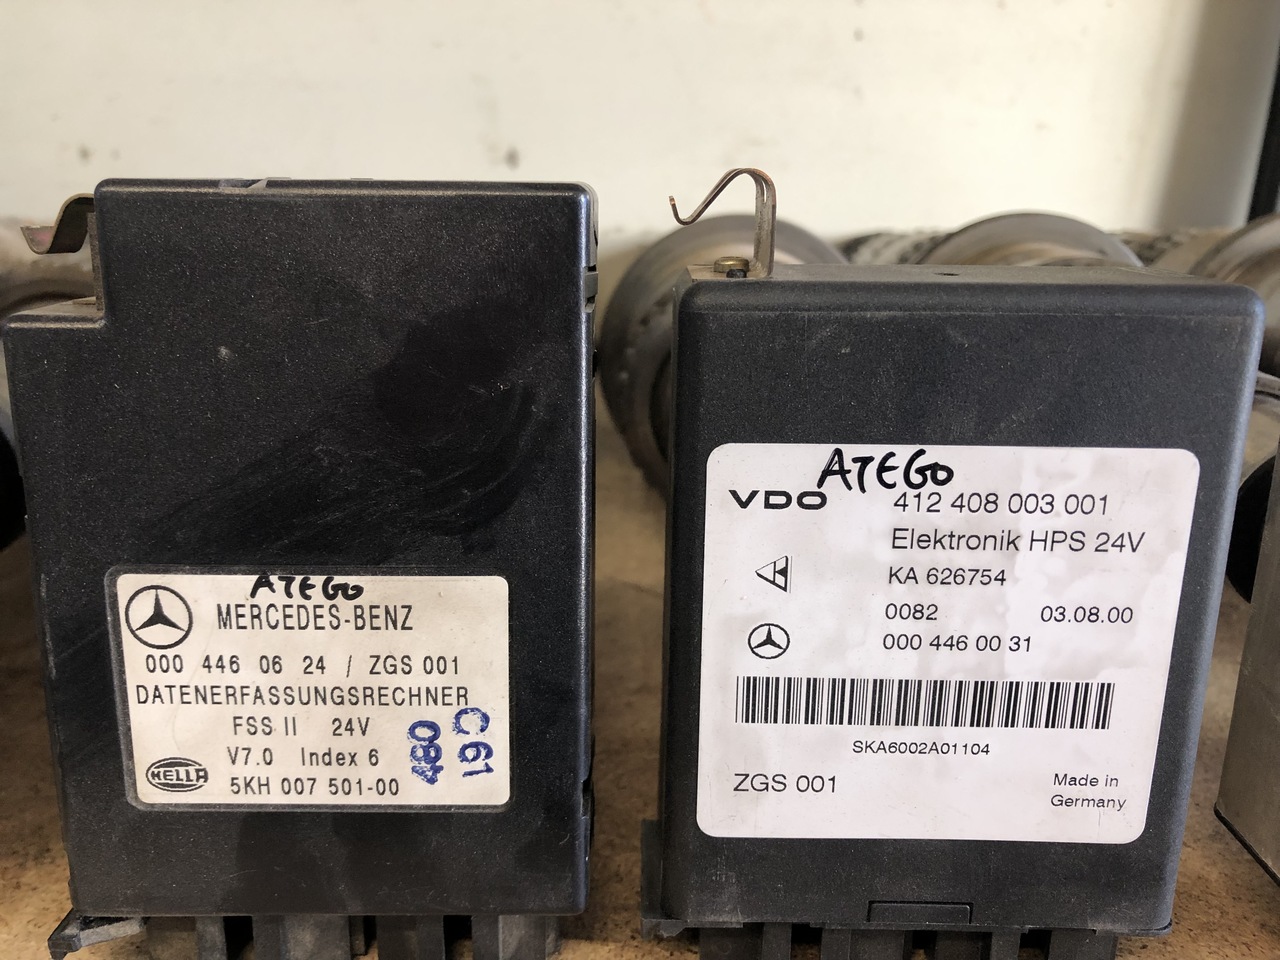 ATEGO
MERCEDES-BENZ
000 446 06 24 / ZGS 001
DATENERFASSUNGSRECHNER
FSS II 24V
V7.0 Index 6
HELLA
5KH 007 501-00
084
C61
ATEGO
VDO 412 408 003 001
Elektronik HPS 24V
KA 626754
0082 03.08.00
000 446 00 31
SKA6002A01104
ZGS 001
Made in
Germany